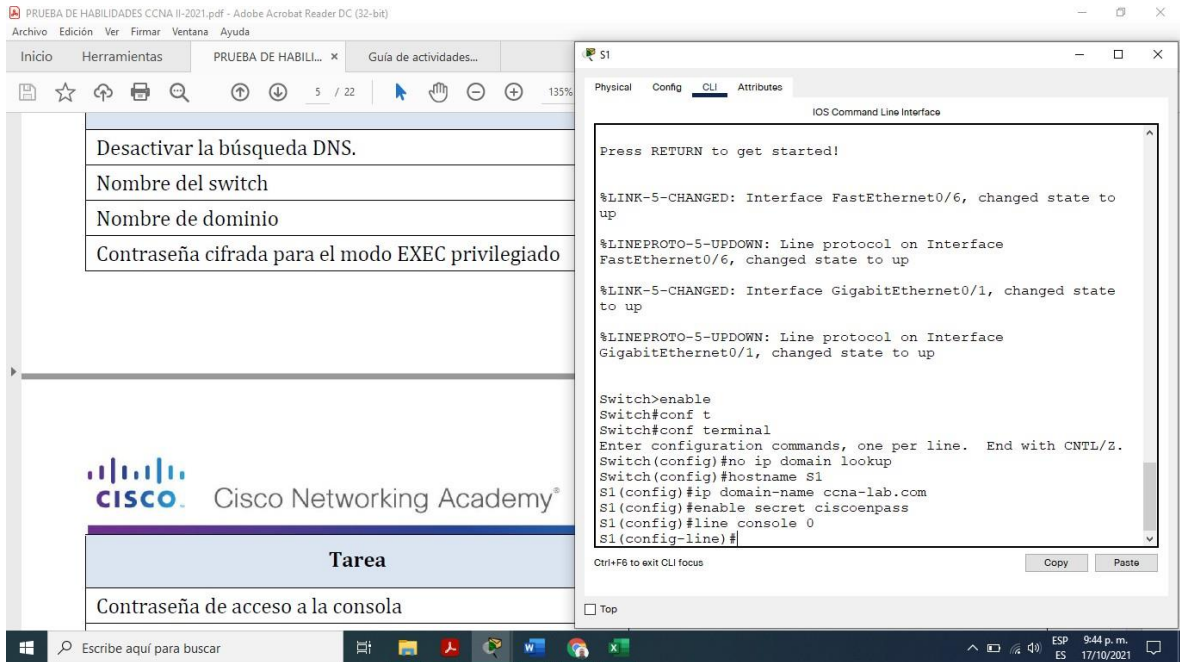 PRUEBA DE HABILIDADES CCNA II-2021.pdf - Adobe Acrobat Reader DC (32-bit)
Archivo Edición Ver Firmar Ventana Ayuda
Inicio Herramientas PRUEBA DE HABILI... × Guía de actividades...
5 / 22 135%
Desactivar la búsqueda DNS.
Nombre del switch
Nombre de dominio
Contraseña cifrada para el modo EXEC privilegiado
CISCO. Cisco Networking Academy®
Tarea
Contraseña de acceso a la consola
S1
Physical Config CLI Attributes
IOS Command Line Interface
Press RETURN to get started!
%LINK-5-CHANGED: Interface FastEthernet0/6, changed state to
up
%LINEPROTO-5-UPDOWN: Line protocol on Interface
FastEthernet0/6, changed state to up
%LINK-5-CHANGED: Interface GigabitEthernet0/1, changed state
to up
%LINEPROTO-5-UPDOWN: Line protocol on Interface
GigabitEthernet0/1, changed state to up
Switch>enable
Switch#conf t
Switch#conf terminal
Enter configuration commands, one per line. End with CNTL/Z.
Switch(config)#no ip domain lookup
Switch(config)#hostname S1
S1(config)#ip domain-name ccna-lab.com
S1(config)#enable secret ciscoenpass
S1(config)#line console 0
S1(config-line)#
Ctrl+F6 to exit CLI focus
Copy Paste
Top
Escribe aquí para buscar
ESP 9:44 p. m.
ES 17/10/2021